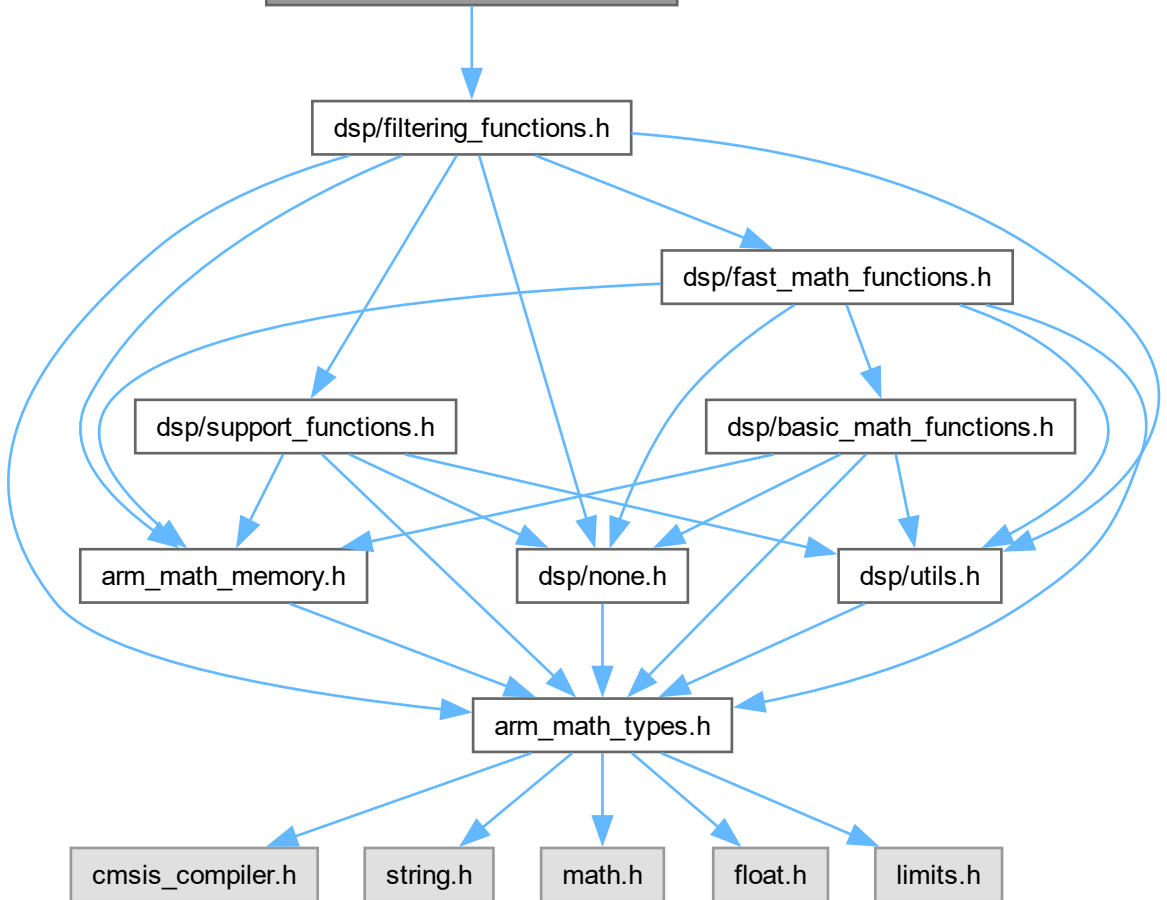 dsp/filtering_functions.h
dsp/fast_math_functions.h
dsp/support_functions.h
dsp/basic_math_functions.h
arm_math_memory.h
dsp/none.h
dsp/utils.h
arm_math_types.h
cmsis_compiler.h
string.h
math.h
float.h
limits.h